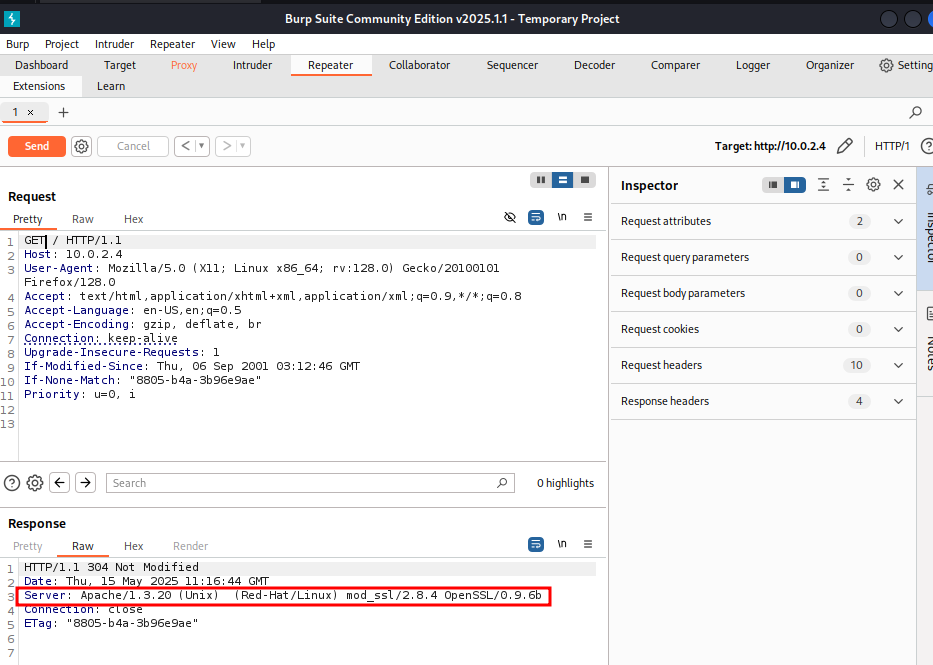 Burp Suite Community Edition v2025.1.1 - Temporary Project
Burp Project Intruder Repeater View Help
Dashboard Target Proxy Intruder Repeater Collaborator Sequencer Decoder Comparer Logger Organizer Setting
Extensions Learn
1 × +
Send Cancel < > Target: http://10.0.2.4 HTTP/1
Request
Pretty Raw Hex \n
1 GET / HTTP/1.1
2 Host: 10.0.2.4
3 User-Agent: Mozilla/5.0 (X11; Linux x86_64; rv:128.0) Gecko/20100101
Firefox/128.0
4 Accept: text/html,application/xhtml+xml,application/xml;q=0.9,*/*;q=0.8
5 Accept-Language: en-US,en;q=0.5
6 Accept-Encoding: gzip, deflate, br
7 Connection: keep-alive
8 Upgrade-Insecure-Requests: 1
9 If-Modified-Since: Thu, 06 Sep 2001 03:12:46 GMT
10 If-None-Match: "8805-b4a-3b96e9ae"
11 Priority: u=0, i
12
13
Search 0 highlights
Response
Pretty Raw Hex Render \n
1 HTTP/1.1 304 Not Modified
2 Date: Thu, 15 May 2025 11:16:44 GMT
3 Server: Apache/1.3.20 (Unix)  (Red-Hat/Linux) mod_ssl/2.8.4 OpenSSL/0.9.6b
4 Connection: close
5 ETag: "8805-b4a-3b96e9ae"
6
7
Inspector
Request attributes 2
Request query parameters 0
Request body parameters 0
Request cookies 0
Request headers 10
Response headers 4
Inspector
Notes